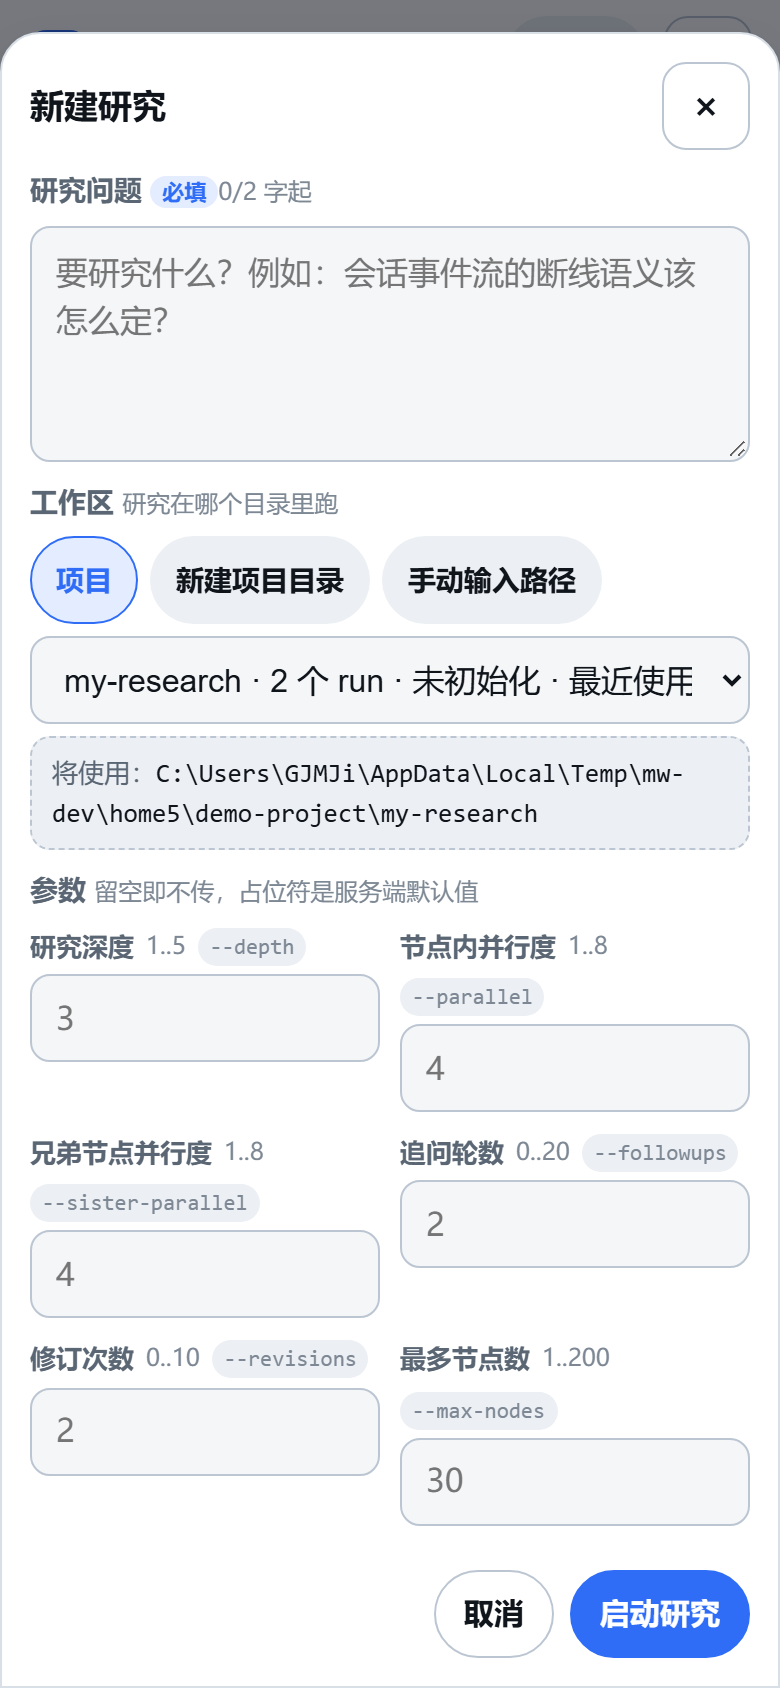 新建研究
×
研究问题 必填 0/2 字起
要研究什么？例如：会话事件流的断线语义该
怎么定？
工作区 研究在哪个目录里跑
项目 新建项目目录 手动输入路径
my-research · 2 个 run · 未初始化 · 最近使用
将使用：C:\Users\GJMJi\AppData\Local\Temp\mw-
dev\home5\demo-project\my-research
参数 留空即不传，占位符是服务端默认值
研究深度 1..5 --depth
3
节点内并行度 1..8
--parallel
4
兄弟节点并行度 1..8
--sister-parallel
4
追问轮数 0..20 --followups
2
修订次数 0..10 --revisions
2
最多节点数 1..200
--max-nodes
30
取消 启动研究